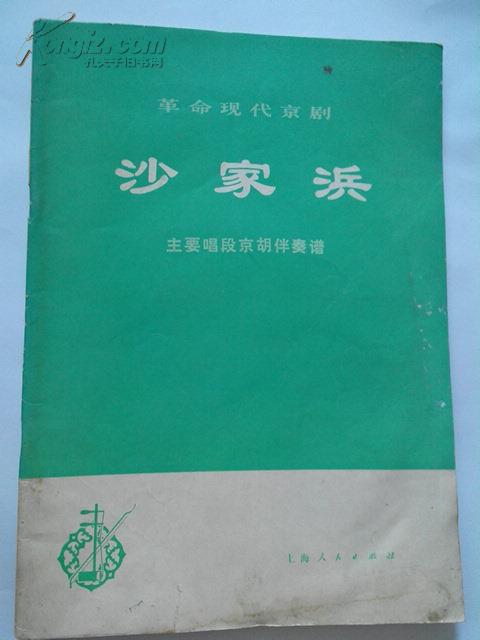 Kongfz.com
孔夫子旧书网
革命现代京剧
沙家浜
主要唱段京胡伴奏谱
上海人民出版社